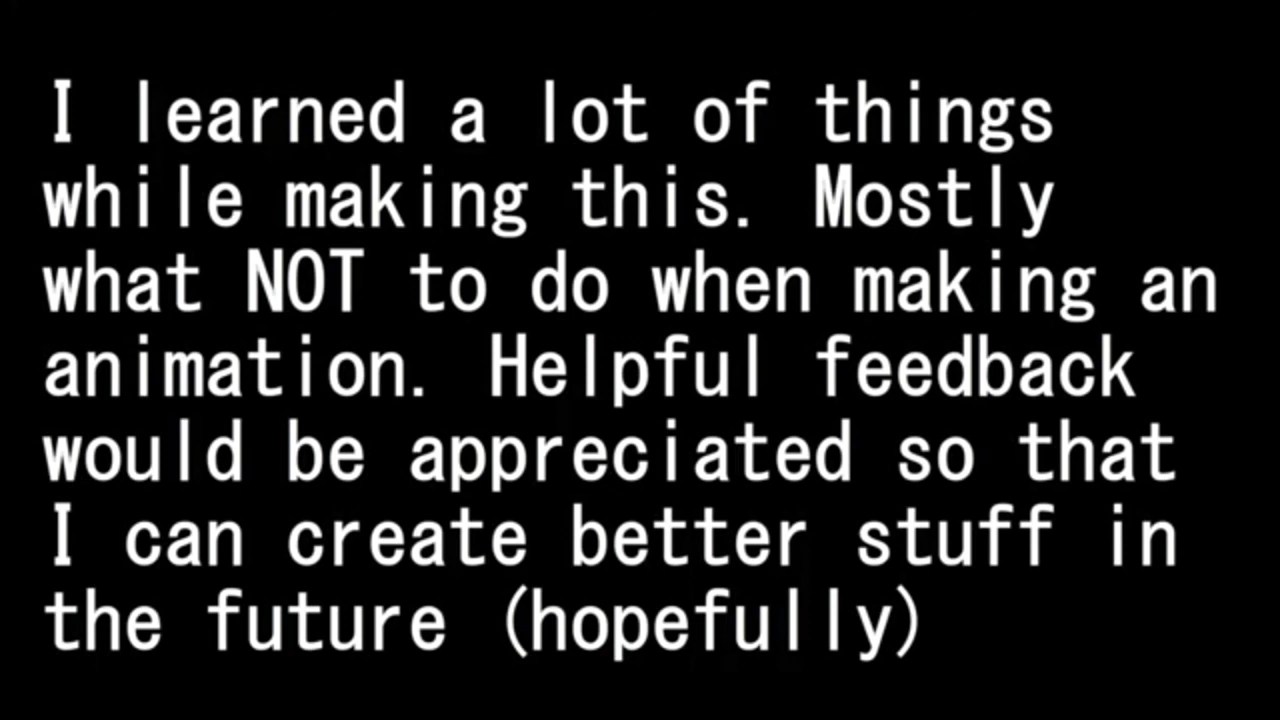 I learned a lot of things
while making this. Mostly
what NOT to do when making an
animation. Helpful feedback
would be appreciated so that
I can create better stuff in
the future (hopefully)